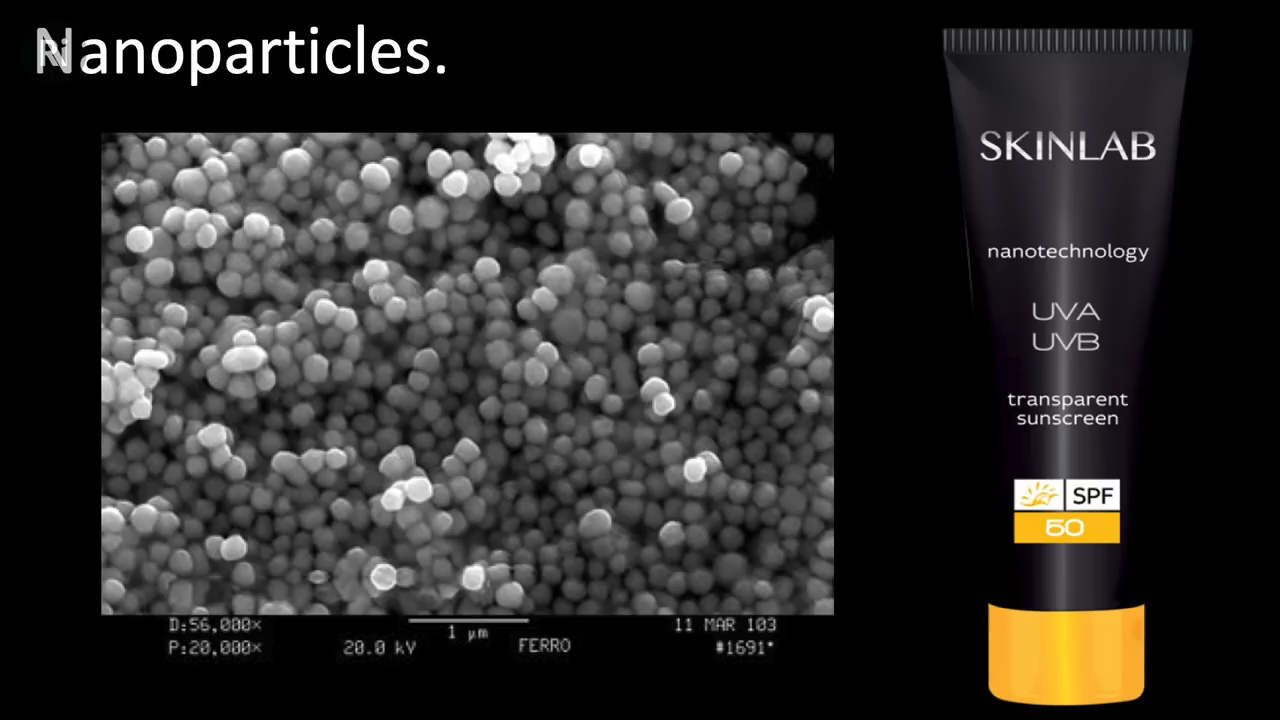 Nanoparticles.
Ri
SKINLAB
nanotechnology
UVA
UVB
transparent
sunscreen
SPF
50
D:56,000×
P:20,000×
20.0 kV
1 µm
FERRO
11 MAR 103
#1691*